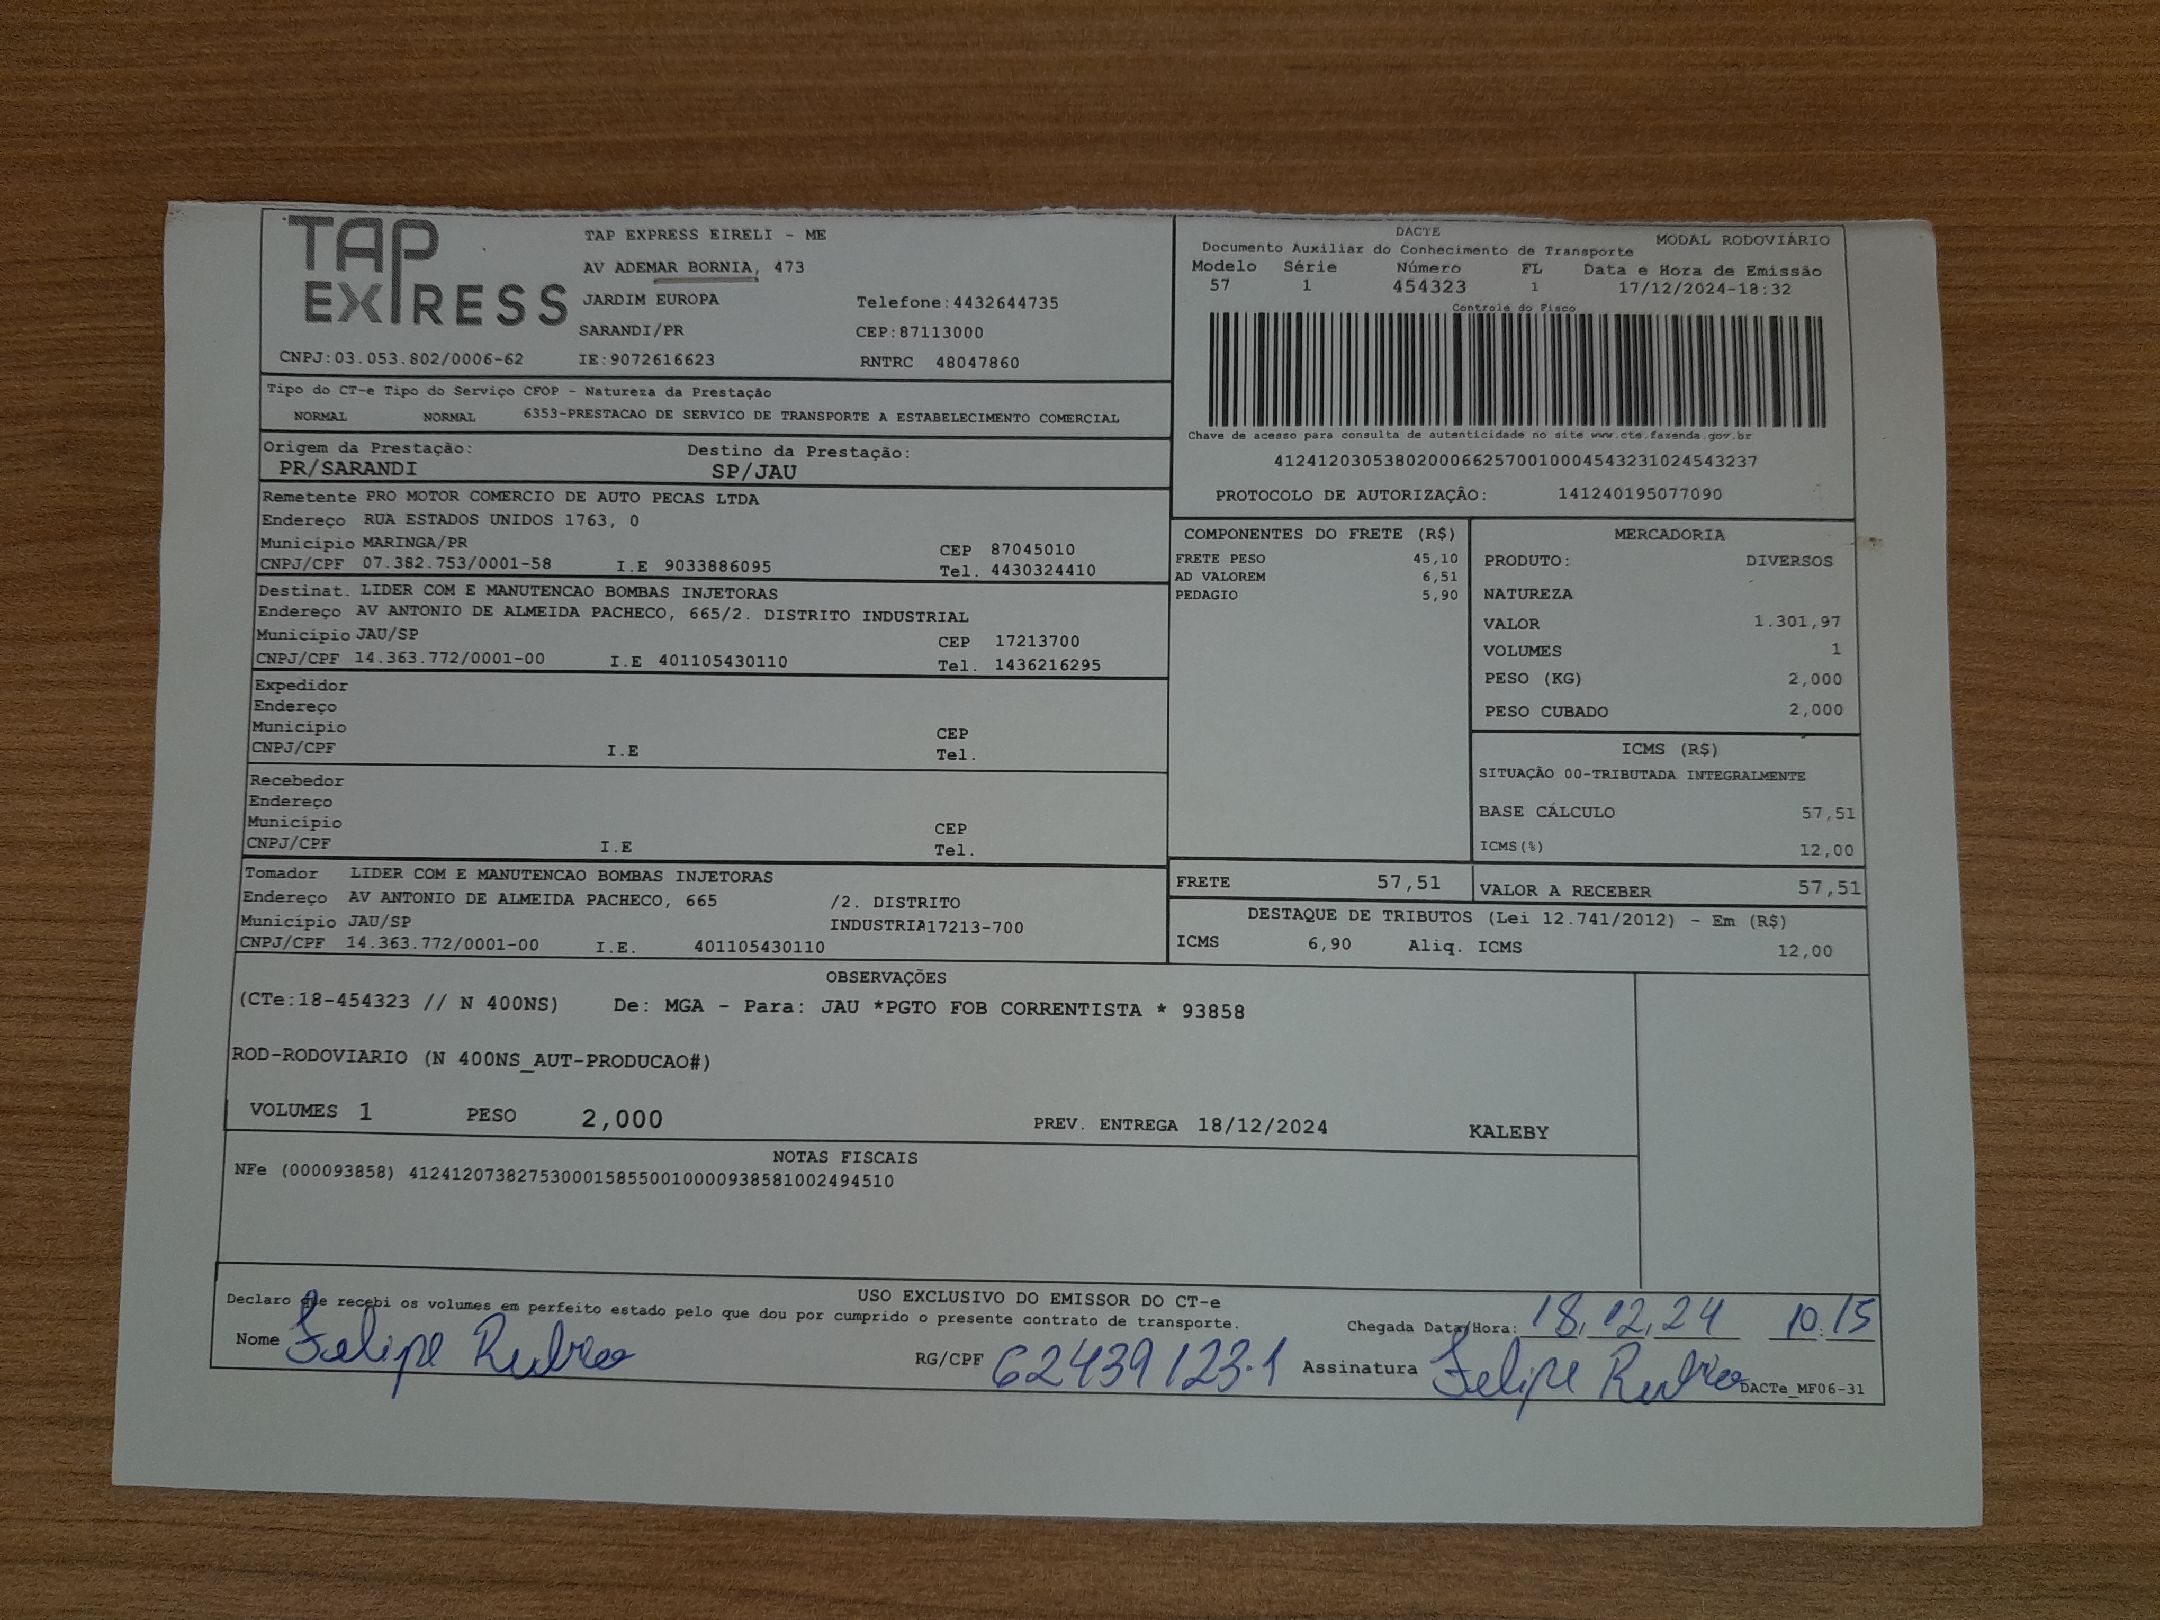 TAP EXPRESS
TAP EXPRESS EIRELI - ME
AV ADEMAR BORNIA, 473
JARDIM EUROPA Telefone:4432644735
SARANDI/PR CEP:87113000
CNPJ:03.053.802/0006-62 IE:9072616623 RNTRC 48047860
DACTE
Documento Auxiliar do Conhecimento de Transporte MODAL RODOVIÁRIO
Modelo Série Número FL Data e Hora de Emissão
57 1 454323 1 17/12/2024-18:32
Controle do Fisco
Chave de acesso para consulta de autenticidade no site www.cte.fazenda.gov.br
41241203053802000662570010004543231024543237
PROTOCOLO DE AUTORIZAÇÃO: 141240195077090
Tipo do CT-e Tipo do Serviço CFOP - Natureza da Prestação
NORMAL NORMAL 6353-PRESTACAO DE SERVICO DE TRANSPORTE A ESTABELECIMENTO COMERCIAL
Origem da Prestação: Destino da Prestação:
PR/SARANDI SP/JAU
Remetente PRO MOTOR COMERCIO DE AUTO PECAS LTDA
Endereço RUA ESTADOS UNIDOS 1763, 0
Município MARINGA/PR CEP 87045010
CNPJ/CPF 07.382.753/0001-58 I.E 9033886095 Tel. 4430324410
Destinat. LIDER COM E MANUTENCAO BOMBAS INJETORAS
Endereço AV ANTONIO DE ALMEIDA PACHECO, 665/2. DISTRITO INDUSTRIAL
Município JAU/SP CEP 17213700
CNPJ/CPF 14.363.772/0001-00 I.E 401105430110 Tel. 1436216295
Expedidor
Endereço
Município CEP
CNPJ/CPF I.E Tel.
Recebedor
Endereço
Município CEP
CNPJ/CPF I.E Tel.
Tomador LIDER COM E MANUTENCAO BOMBAS INJETORAS
Endereço AV ANTONIO DE ALMEIDA PACHECO, 665 /2. DISTRITO
Município JAU/SP INDUSTRIA17213-700
CNPJ/CPF 14.363.772/0001-00 I.E. 401105430110
COMPONENTES DO FRETE (R$)
FRETE PESO 45,10
AD VALOREM 6,51
PEDAGIO 5,90
MERCADORIA
PRODUTO: DIVERSOS
NATUREZA
VALOR 1.301,97
VOLUMES 1
PESO (KG) 2,000
PESO CUBADO 2,000
ICMS (R$)
SITUAÇÃO 00-TRIBUTADA INTEGRALMENTE
BASE CÁLCULO 57,51
ICMS(%) 12,00
FRETE 57,51 VALOR A RECEBER 57,51
DESTAQUE DE TRIBUTOS (Lei 12.741/2012) - Em (R$)
ICMS 6,90 Aliq. ICMS 12,00
OBSERVAÇÕES
(CTe:18-454323 // N 400NS) De: MGA - Para: JAU *PGTO FOB CORRENTISTA * 93858
ROD-RODOVIARIO (N 400NS_AUT-PRODUCAO#)
VOLUMES 1 PESO 2,000 PREV. ENTREGA 18/12/2024 KALEBY
NOTAS FISCAIS
NFe (000093858) 41241207382753000158550010000938581002494510
USO EXCLUSIVO DO EMISSOR DO CT-e
Declaro que recebi os volumes em perfeito estado pelo que dou por cumprido o presente contrato de transporte.
Chegada Data/Hora: 18.12.24 10:15
Nome Felipe Rubio RG/CPF 62439123-1 Assinatura Felipe Rubio
DACTe_MF06-31